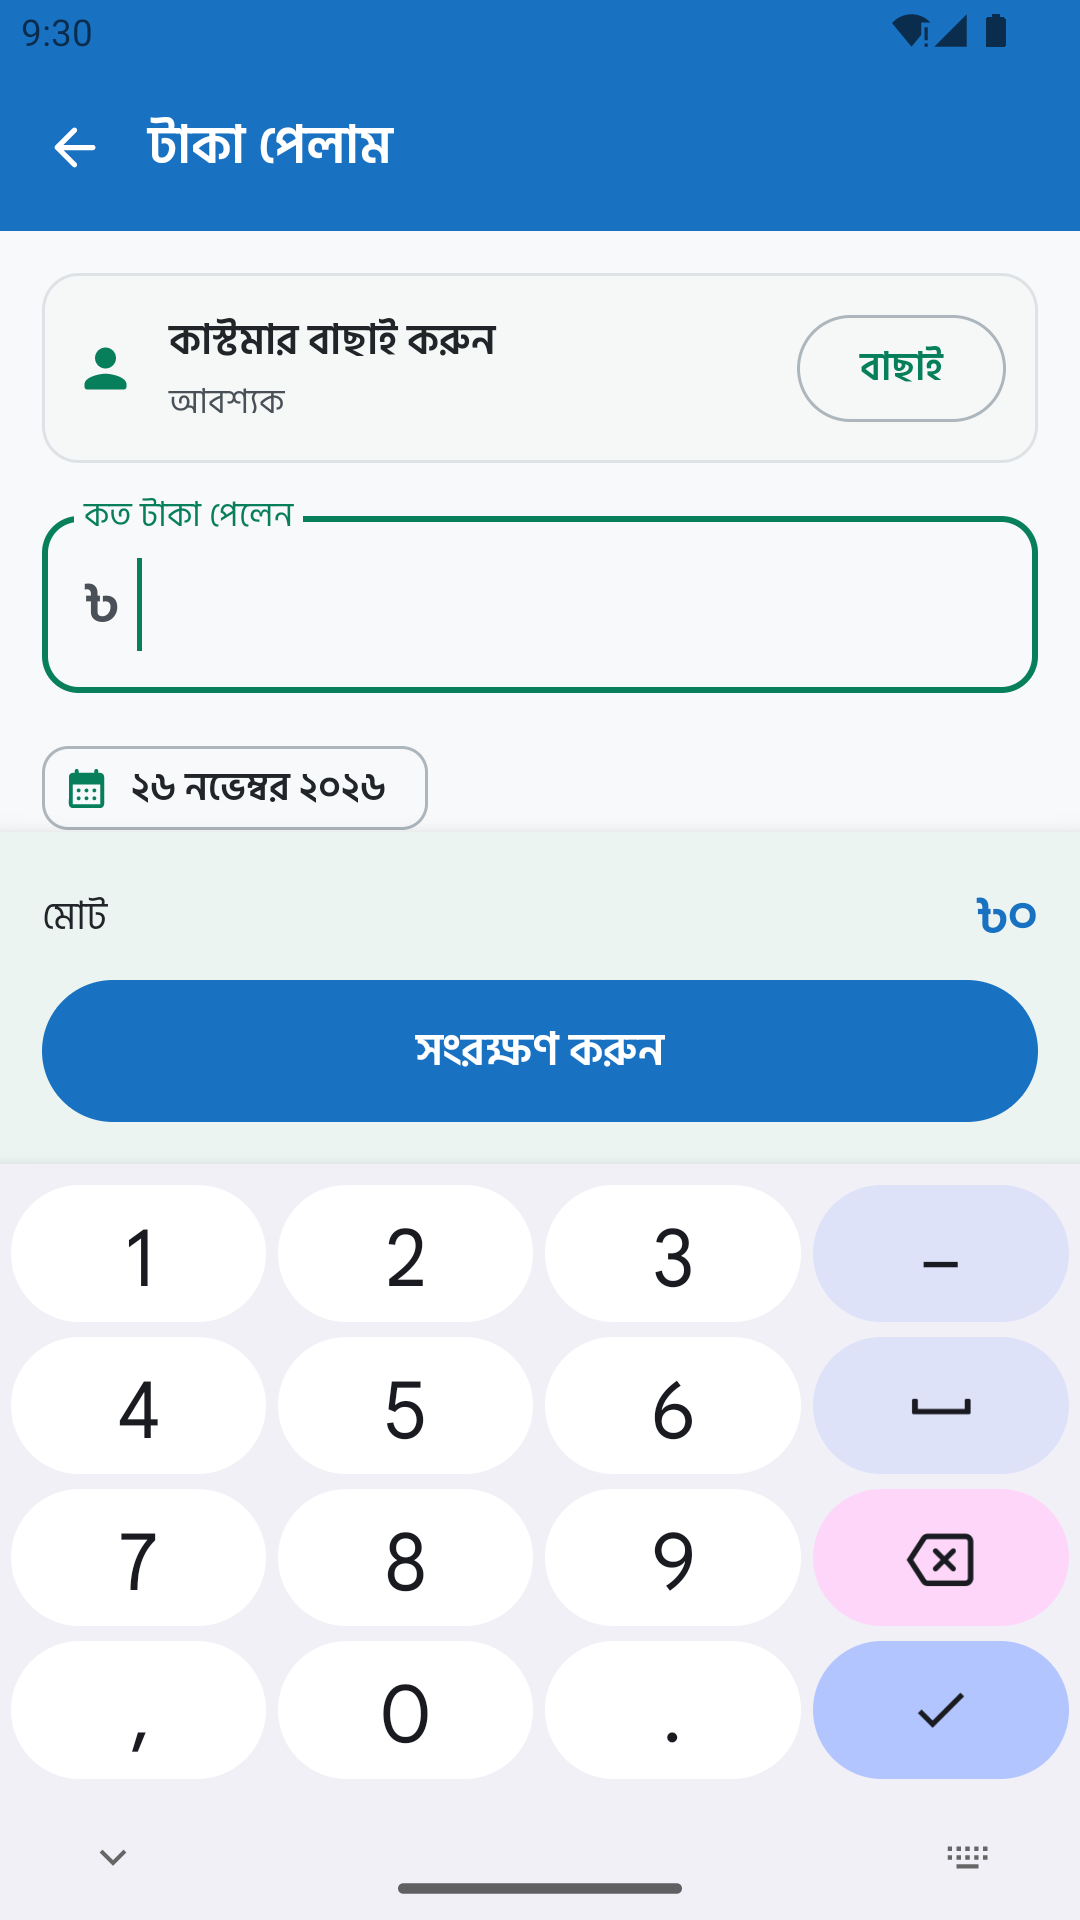 9:30
টাকা পেলাম
কাস্টমার বাছাই করুন
আবশ্যক
বাছাই
কত টাকা পেলেন
৳
২৬ নভেম্বর ২০২৬
মোট
৳০
সংরক্ষণ করুন
1 2 3 –
4 5 6
7 8 9
, 0 .